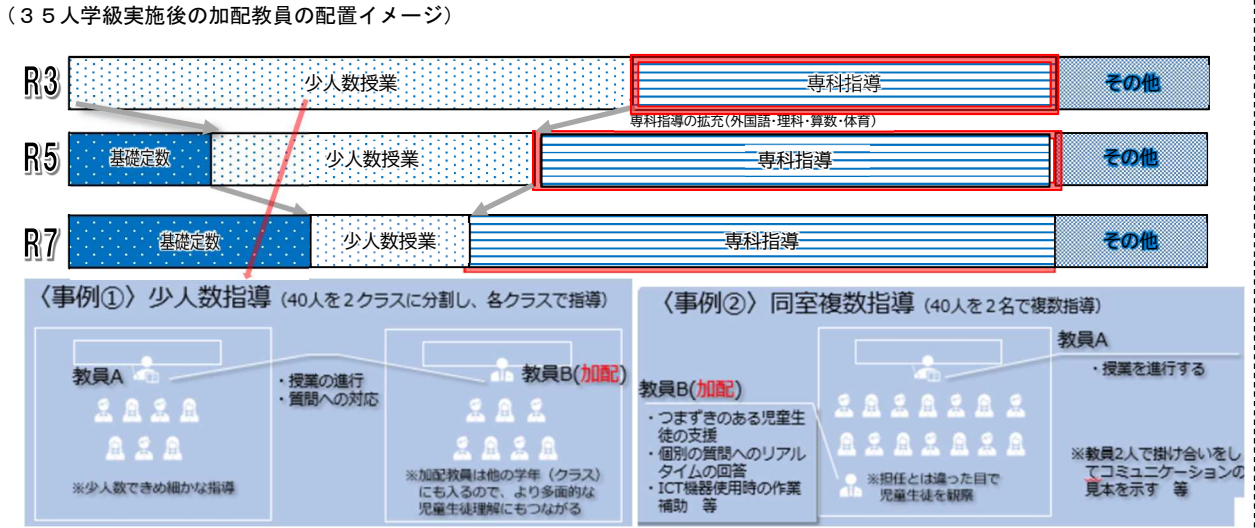 （３５人学級実施後の加配教員の配置イメージ）
R3 少人数授業 専科指導 その他
専科指導の拡充（外国語・理科・算数・体育）
R5 基礎定数 少人数授業 専科指導 その他
R7 基礎定数 少人数授業 専科指導 その他
〈事例①〉少人数指導（40人を２クラスに分割し、各クラスで指導）
教員A
・授業の進行
・質問への対応
教員B(加配)
※少人数できめ細かな指導
※加配教員は他の学年（クラス）
にも入るので、より多面的な
児童生徒理解にもつながる
〈事例②〉同室複数指導（40人を２名で複数指導）
教員A
・授業を進行する
教員B(加配)
・つまずきのある児童生
徒の支援
・個別の質問へのリアル
タイムの回答
・ICT機器使用時の作業
補助　等
※担任とは違った目で
児童生徒を観察
※教員2人で掛け合いをし
てコミュニケーションの
見本を示す　等